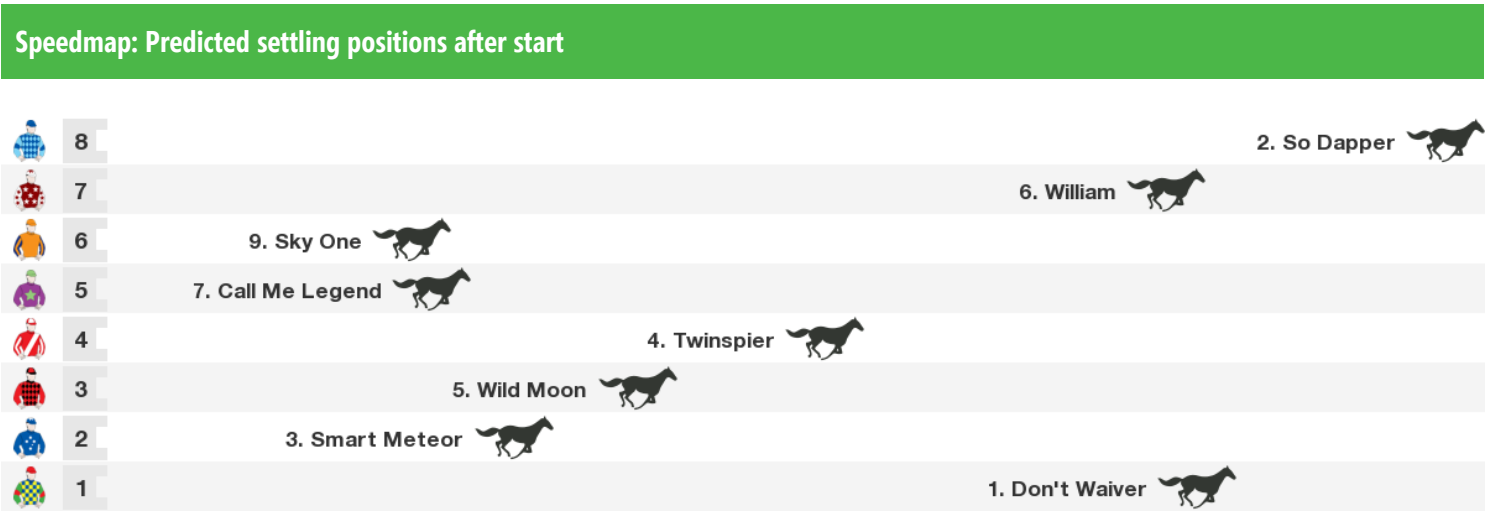 Speedmap: Predicted settling positions after start
8 2. So Dapper
7 6. William
6 9. Sky One
5 7. Call Me Legend
4 4. Twinspier
3 5. Wild Moon
2 3. Smart Meteor
1 1. Don't Waiver